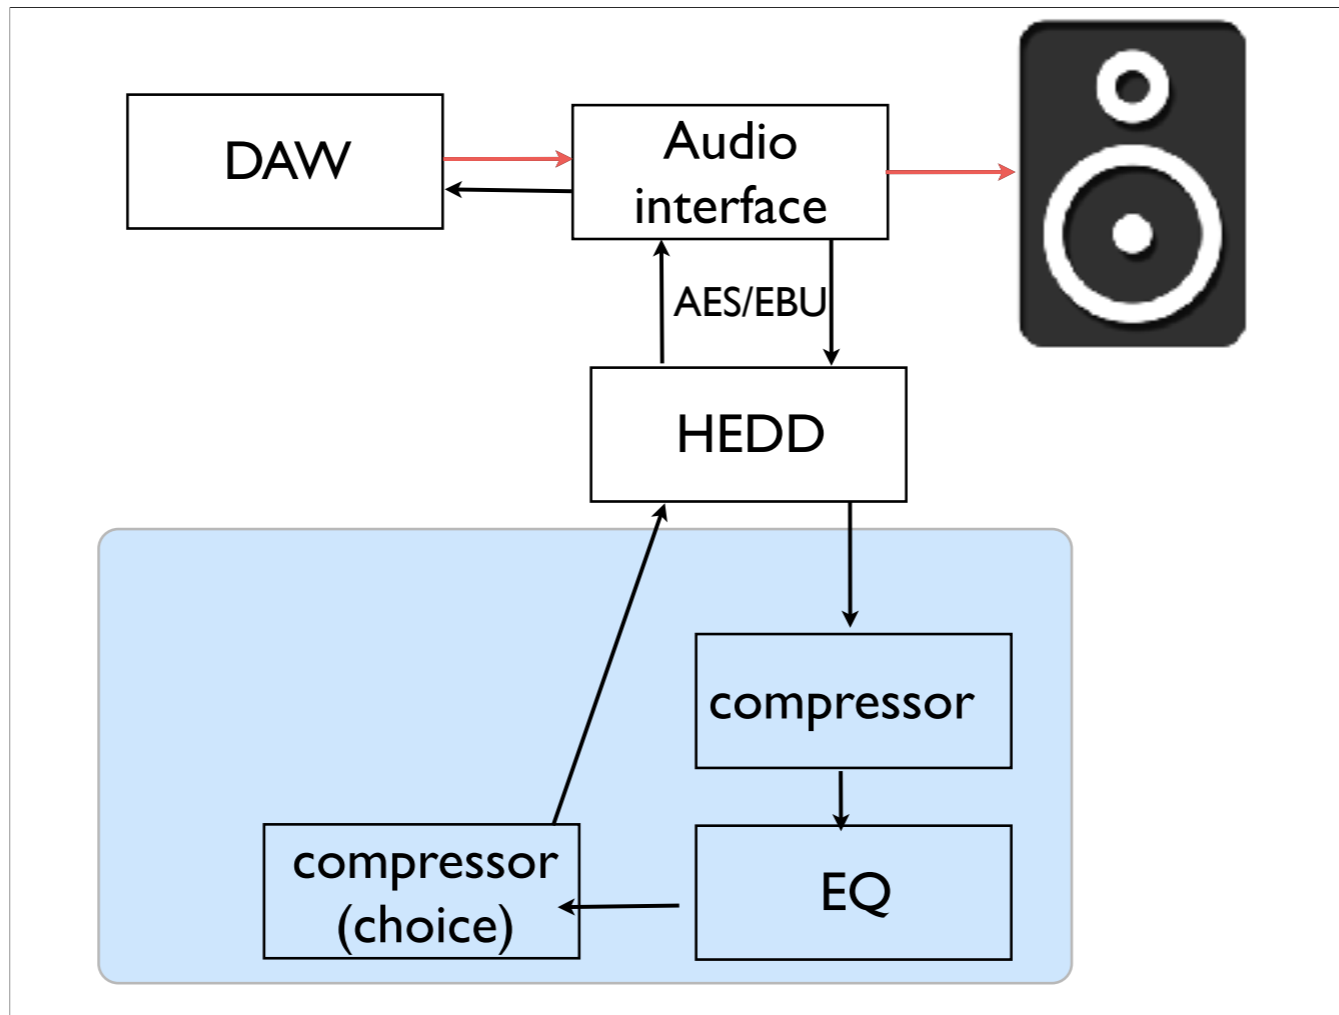 DAW
Audio
interface
AES/EBU
HEDD
compressor
EQ
compressor
(choice)